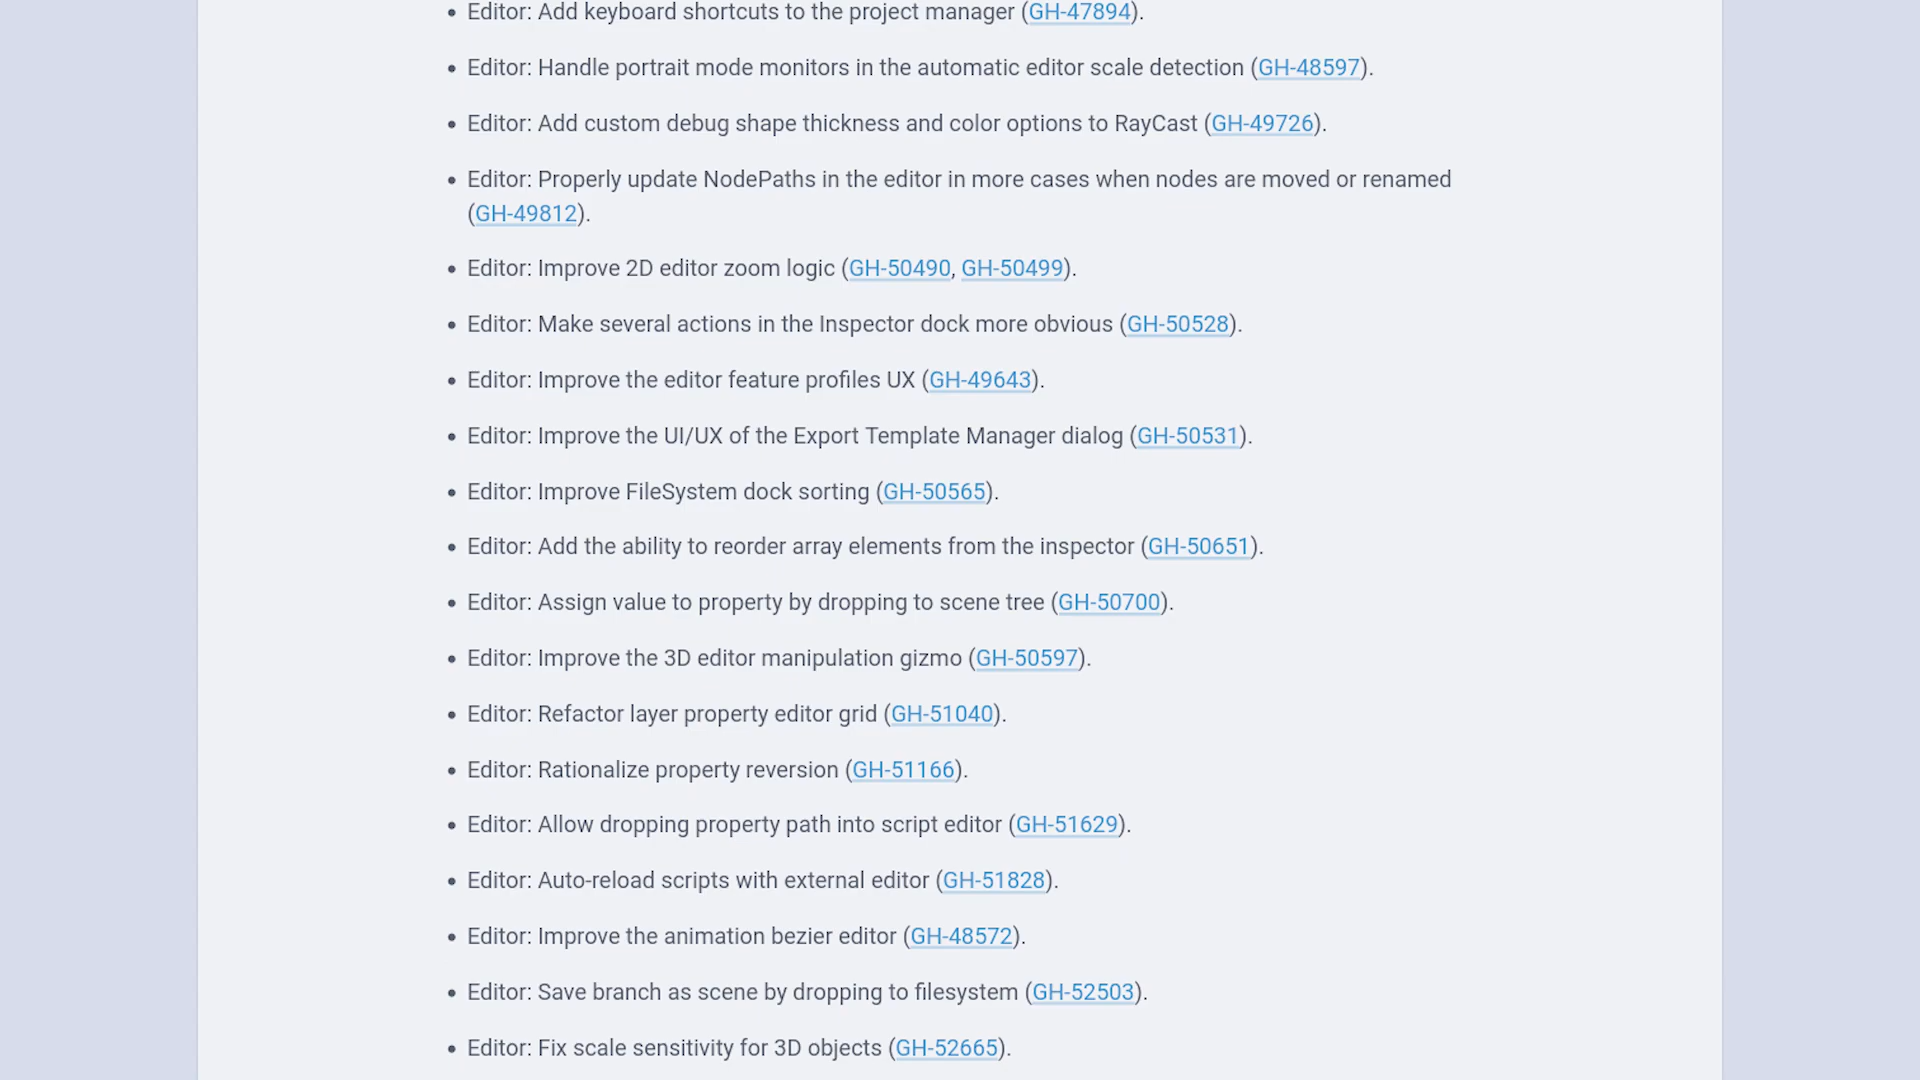 • Editor: Add keyboard shortcuts to the project manager (GH-47894).
• Editor: Handle portrait mode monitors in the automatic editor scale detection (GH-48597).
• Editor: Add custom debug shape thickness and color options to RayCast (GH-49726).
• Editor: Properly update NodePaths in the editor in more cases when nodes are moved or renamed
(GH-49812).
• Editor: Improve 2D editor zoom logic (GH-50490, GH-50499).
• Editor: Make several actions in the Inspector dock more obvious (GH-50528).
• Editor: Improve the editor feature profiles UX (GH-49643).
• Editor: Improve the UI/UX of the Export Template Manager dialog (GH-50531).
• Editor: Improve FileSystem dock sorting (GH-50565).
• Editor: Add the ability to reorder array elements from the inspector (GH-50651).
• Editor: Assign value to property by dropping to scene tree (GH-50700).
• Editor: Improve the 3D editor manipulation gizmo (GH-50597).
• Editor: Refactor layer property editor grid (GH-51040).
• Editor: Rationalize property reversion (GH-51166).
• Editor: Allow dropping property path into script editor (GH-51629).
• Editor: Auto-reload scripts with external editor (GH-51828).
• Editor: Improve the animation bezier editor (GH-48572).
• Editor: Save branch as scene by dropping to filesystem (GH-52503).
• Editor: Fix scale sensitivity for 3D objects (GH-52665).